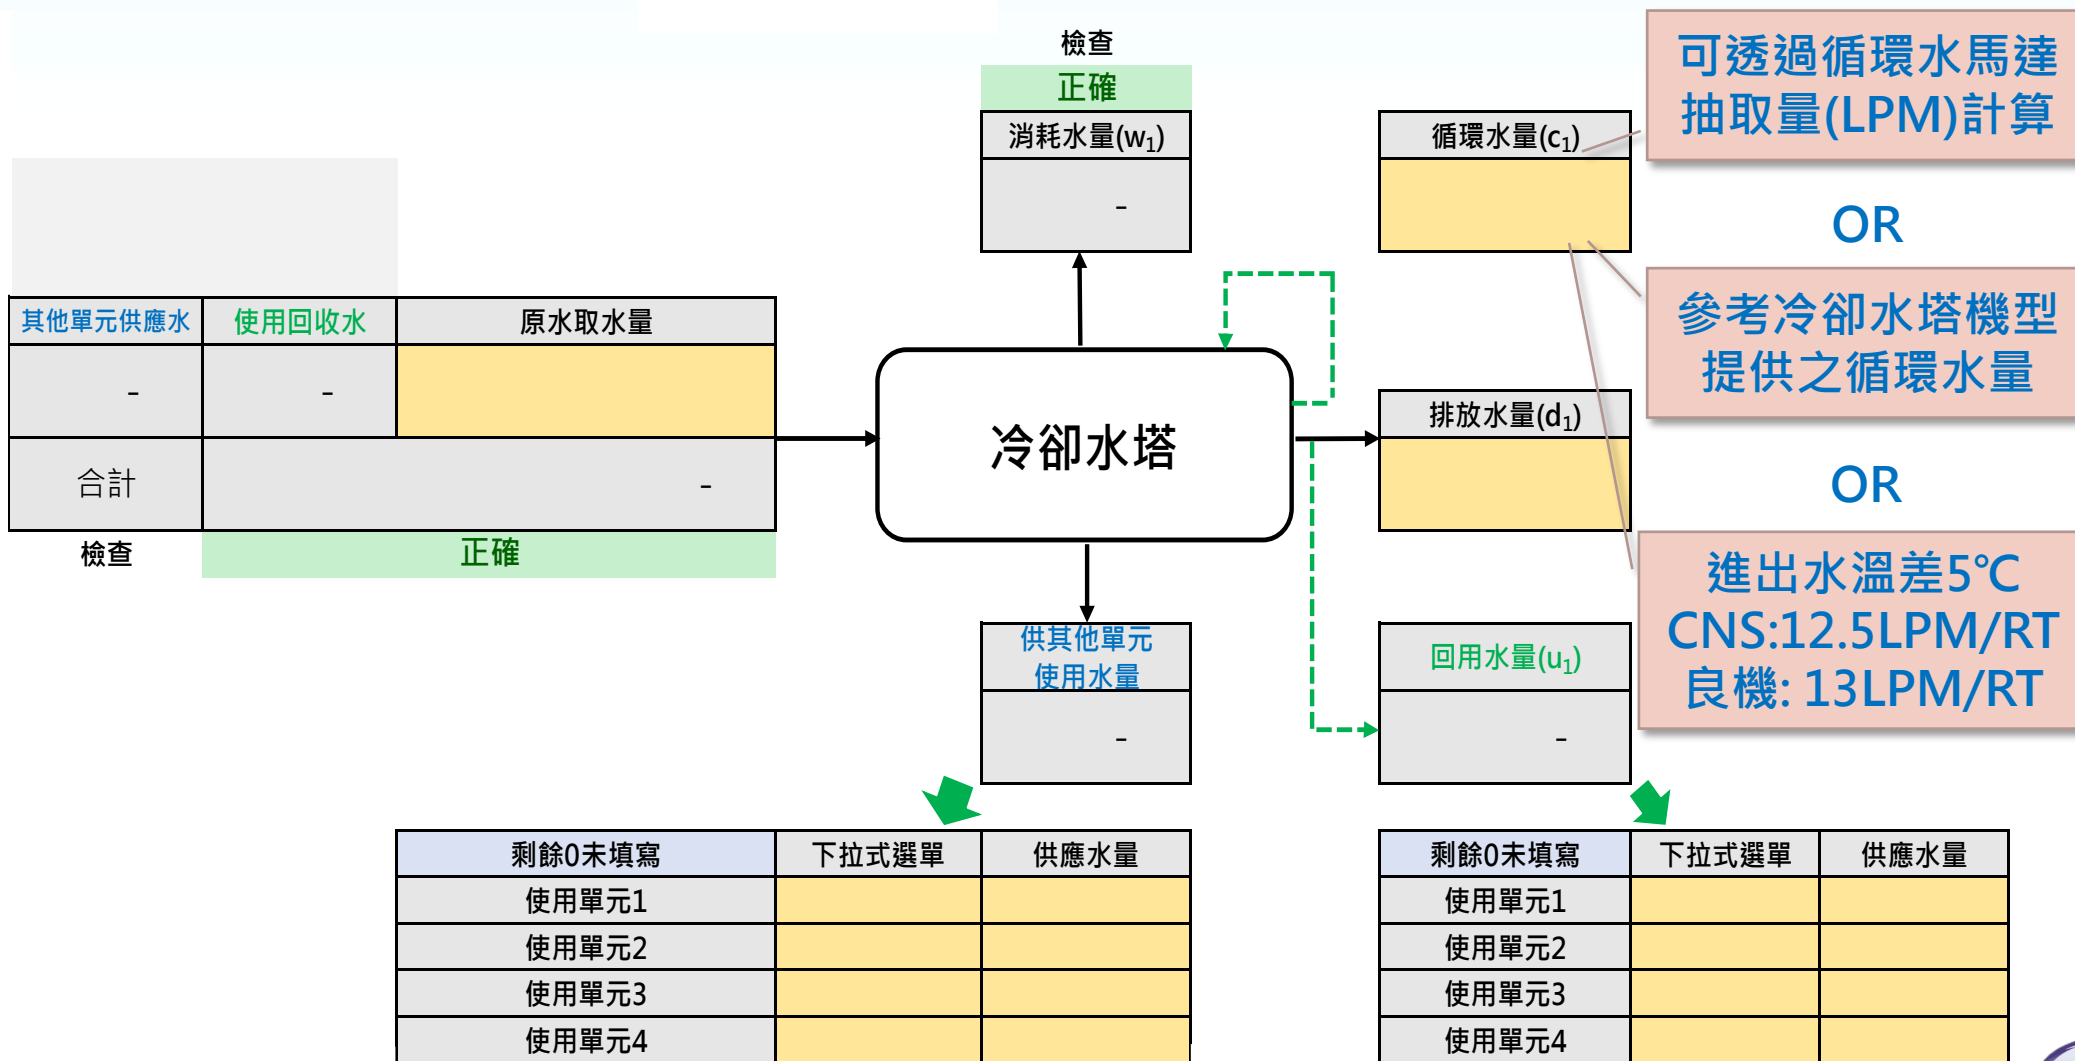 檢查
正確
消耗水量(w₁)
-
循環水量(c₁)
可透過循環水馬達
抽取量(LPM)計算
OR
參考冷卻水塔機型
提供之循環水量
OR
進出水溫差5℃
CNS:12.5LPM/RT
良機: 13LPM/RT
其他單元供應水 使用回收水 原水取水量
- -
合計 -
檢查 正確
冷卻水塔
排放水量(d₁)
供其他單元
使用水量
-
回用水量(u₁)
-
剩餘0未填寫 下拉式選單 供應水量
使用單元1
使用單元2
使用單元3
使用單元4
剩餘0未填寫 下拉式選單 供應水量
使用單元1
使用單元2
使用單元3
使用單元4